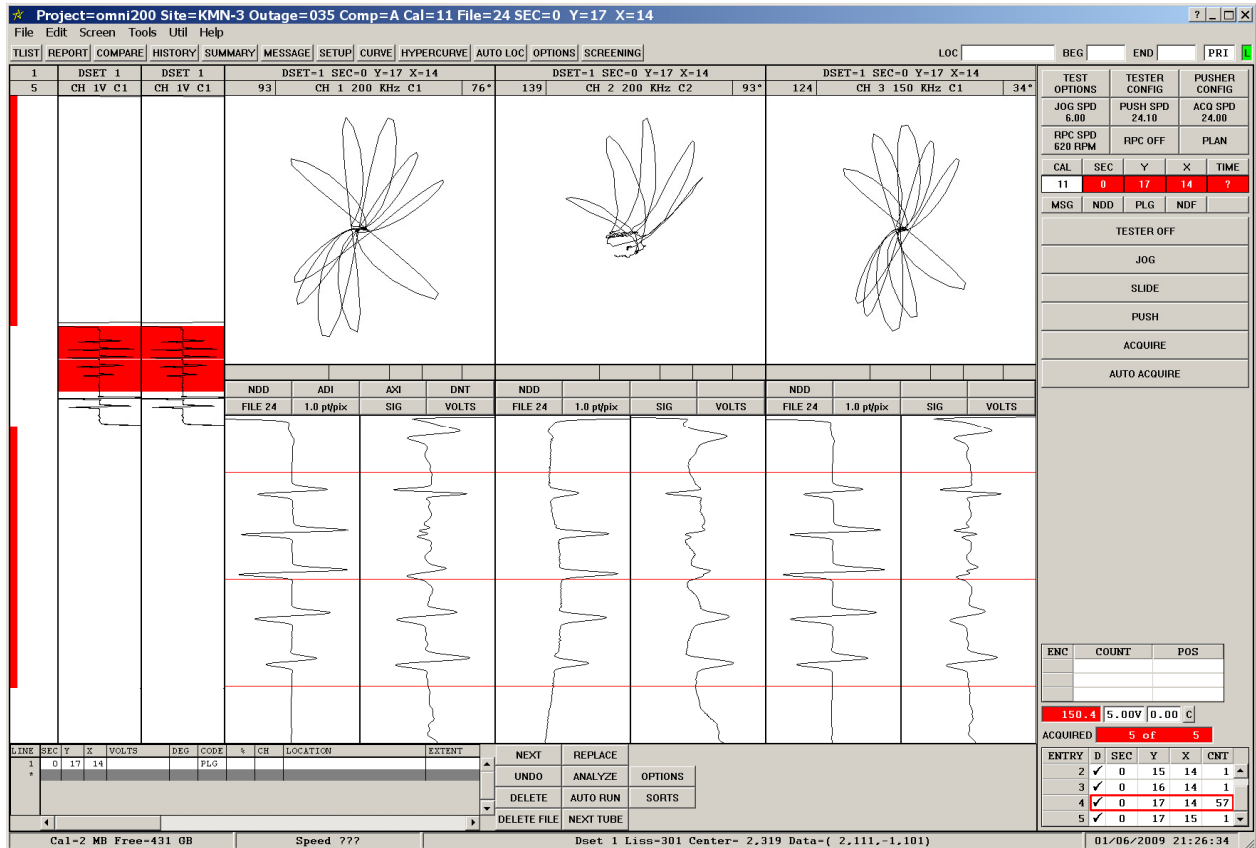 Project=omni200 Site=KMN-3 Outage=035 Comp=A Cal=11 File=24 SEC=0 Y=17 X=14 ? _ □ X
File Edit Screen Tools Util Help
TLIST REPORT COMPARE HISTORY SUMMARY MESSAGE SETUP CURVE HYPERCURVE AUTO LOC OPTIONS SCREENING LOC BEG END PRI L
1 DSET 1 DSET 1 DSET=1 SEC=0 Y=17 X=14 DSET=1 SEC=0 Y=17 X=14 DSET=1 SEC=0 Y=17 X=14
5 CH 1V C1 CH 1V C1 93 CH 1 200 KHz C1 76° 139 CH 2 200 KHz C2 93° 124 CH 3 150 KHz C1 34°
TEST OPTIONS TESTER CONFIG PUSHER CONFIG
JOG SPD 6.00 PUSH SPD 24.10 ACQ SPD 24.00
RPC SPD 620 RPM RPC OFF PLAN
CAL SEC Y X TIME
11 0 17 14 ?
MSG NDD PLG NDF
TESTER OFF
JOG
SLIDE
PUSH
ACQUIRE
AUTO ACQUIRE
NDD ADI AXI DNT NDD NDD
FILE 24 1.0 pt/pix SIG VOLTS FILE 24 1.0 pt/pix SIG VOLTS FILE 24 1.0 pt/pix SIG VOLTS
ENC COUNT POS
150.4 5.00V 0.00 C
ACQUIRED 5 of 5
ENTRY D SEC Y X CNT
2 ✓ 0 15 14 1
3 ✓ 0 16 14 1
4 ✓ 0 17 14 57
5 ✓ 0 17 15 1
LINE SEC Y X VOLTS DEG CODE % CH LOCATION EXTENT
1 0 17 14 PLG
*
NEXT REPLACE
UNDO ANALYZE OPTIONS
DELETE AUTO RUN SORTS
DELETE FILE NEXT TUBE
Cal=2 MB Free=431 GB Speed ??? Dset 1 Liss=301 Center= 2,319 Data=( 2,111,-1,101) 01/06/2009 21:26:34